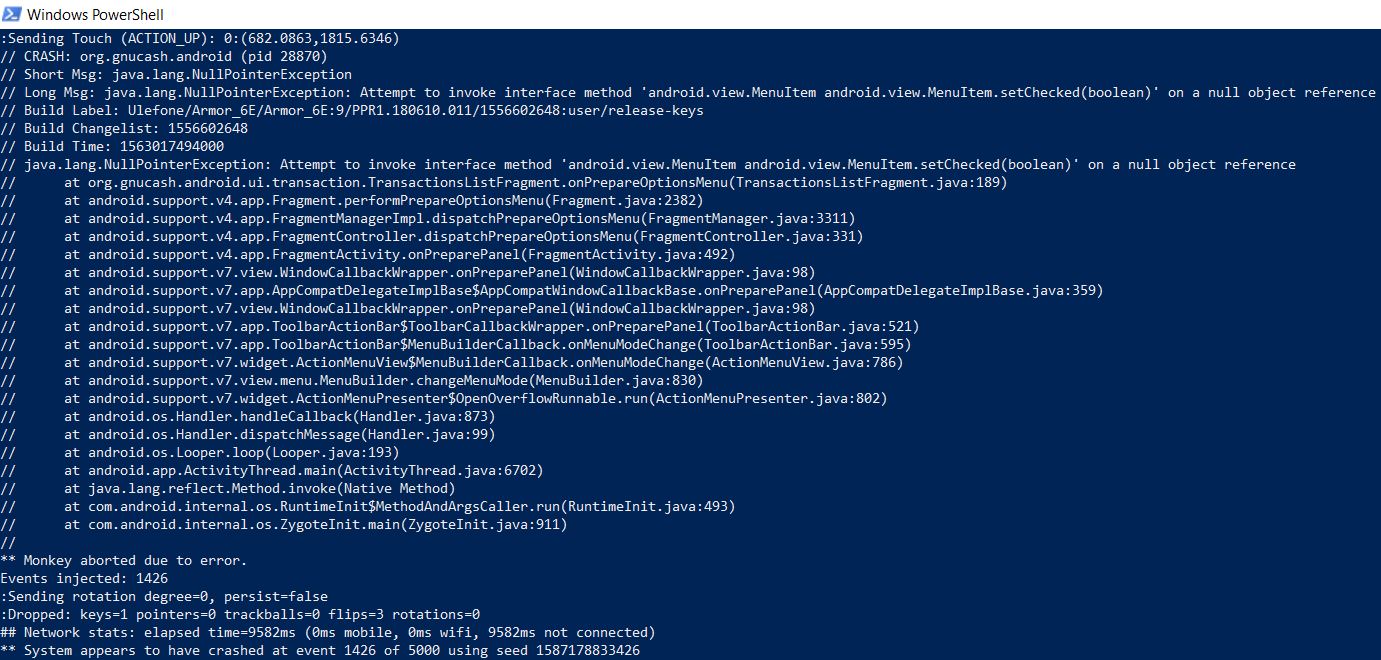 Windows PowerShell
:Sending Touch (ACTION_UP): 0:(682.0863,1815.6346)
// CRASH: org.gnucash.android (pid 28870)
// Short Msg: java.lang.NullPointerException
// Long Msg: java.lang.NullPointerException: Attempt to invoke interface method 'android.view.MenuItem android.view.MenuItem.setChecked(boolean)' on a null object reference
// Build Label: Ulefone/Armor_6E/Armor_6E:9/PPR1.180610.011/1556602648:user/release-keys
// Build Changelist: 1556602648
// Build Time: 1563017494000
// java.lang.NullPointerException: Attempt to invoke interface method 'android.view.MenuItem android.view.MenuItem.setChecked(boolean)' on a null object reference
//      at org.gnucash.android.ui.transaction.TransactionsListFragment.onPrepareOptionsMenu(TransactionsListFragment.java:189)
//      at android.support.v4.app.Fragment.performPrepareOptionsMenu(Fragment.java:2382)
//      at android.support.v4.app.FragmentManagerImpl.dispatchPrepareOptionsMenu(FragmentManager.java:3311)
//      at android.support.v4.app.FragmentController.dispatchPrepareOptionsMenu(FragmentController.java:331)
//      at android.support.v4.app.FragmentActivity.onPreparePanel(FragmentActivity.java:492)
//      at android.support.v7.view.WindowCallbackWrapper.onPreparePanel(WindowCallbackWrapper.java:98)
//      at android.support.v7.app.AppCompatDelegateImplBase$AppCompatWindowCallbackBase.onPreparePanel(AppCompatDelegateImplBase.java:359)
//      at android.support.v7.view.WindowCallbackWrapper.onPreparePanel(WindowCallbackWrapper.java:98)
//      at android.support.v7.app.ToolbarActionBar$ToolbarCallbackWrapper.onPreparePanel(ToolbarActionBar.java:521)
//      at android.support.v7.app.ToolbarActionBar$MenuBuilderCallback.onMenuModeChange(ToolbarActionBar.java:595)
//      at android.support.v7.widget.ActionMenuView$MenuBuilderCallback.onMenuModeChange(ActionMenuView.java:786)
//      at android.support.v7.view.menu.MenuBuilder.changeMenuMode(MenuBuilder.java:830)
//      at android.support.v7.widget.ActionMenuPresenter$OpenOverflowRunnable.run(ActionMenuPresenter.java:802)
//      at android.os.Handler.handleCallback(Handler.java:873)
//      at android.os.Handler.dispatchMessage(Handler.java:99)
//      at android.os.Looper.loop(Looper.java:193)
//      at android.app.ActivityThread.main(ActivityThread.java:6702)
//      at java.lang.reflect.Method.invoke(Native Method)
//      at com.android.internal.os.RuntimeInit$MethodAndArgsCaller.run(RuntimeInit.java:493)
//      at com.android.internal.os.ZygoteInit.main(ZygoteInit.java:911)
//
** Monkey aborted due to error.
Events injected: 1426
:Sending rotation degree=0, persist=false
:Dropped: keys=1 pointers=0 trackballs=0 flips=3 rotations=0
## Network stats: elapsed time=9582ms (0ms mobile, 0ms wifi, 9582ms not connected)
** System appears to have crashed at event 1426 of 5000 using seed 1587178833426